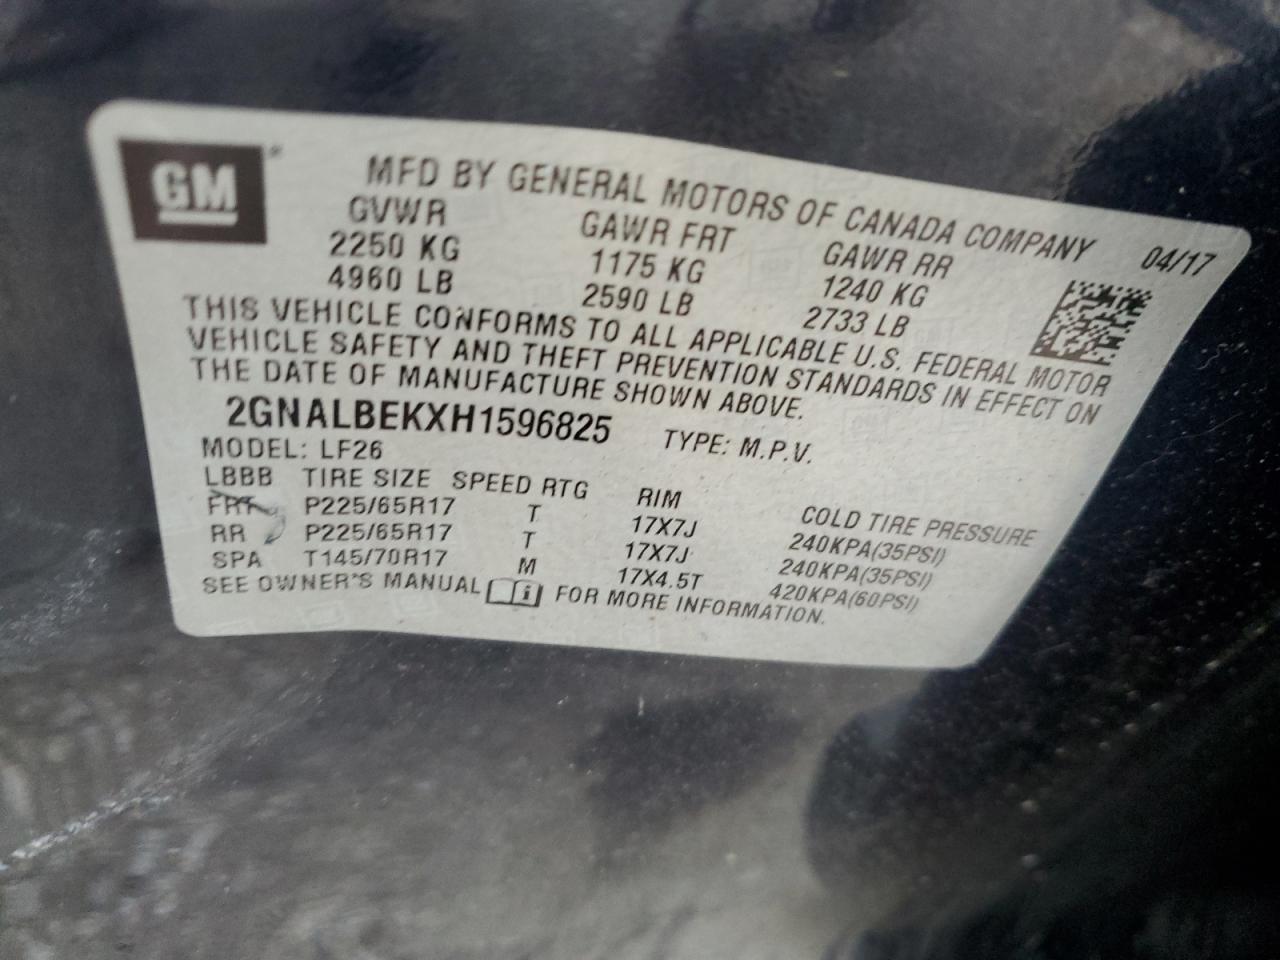 GM
MFD BY GENERAL MOTORS OF CANADA COMPANY 04/17
GVWR GAWR FRT GAWR RR
2250 KG 1175 KG 1240 KG
4960 LB 2590 LB 2733 LB
THIS VEHICLE CONFORMS TO ALL APPLICABLE U.S. FEDERAL MOTOR
VEHICLE SAFETY AND THEFT PREVENTION STANDARDS IN EFFECT ON
THE DATE OF MANUFACTURE SHOWN ABOVE.
2GNALBEKXH1596825 TYPE: M.P.V.
MODEL: LF26
LBBB TIRE SIZE SPEED RTG RIM COLD TIRE PRESSURE
FRT P225/65R17 T 17X7J 240KPA(35PSI)
RR P225/65R17 T 17X7J 240KPA(35PSI)
SPA T145/70R17 M 17X4.5T 420KPA(60PSI)
SEE OWNER'S MANUAL i FOR MORE INFORMATION.